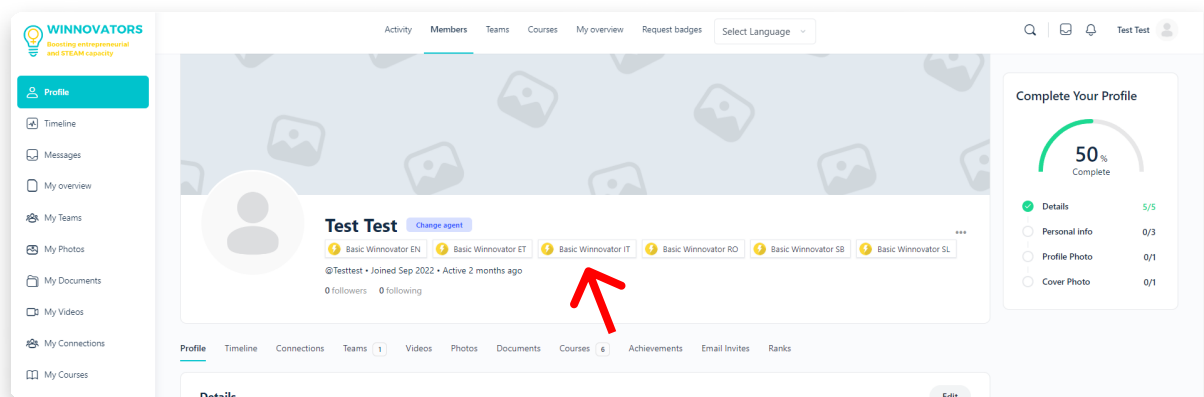 WINNOVATORS
Boosting entrepreneurial
and STEAM capacity
Activity Members Teams Courses My overview Request badges Select Language
Test Test
Profile
Timeline
Messages
My overview
My Teams
My Photos
My Documents
My Videos
My Connections
My Courses
Test Test Change agent
Basic Winnovator EN Basic Winnovator ET Basic Winnovator IT Basic Winnovator RO Basic Winnovator SB Basic Winnovator SL
@Testtest • Joined Sep 2022 • Active 2 months ago
0 followers 0 following
Profile Timeline Connections Teams 1 Videos Photos Documents Courses 6 Achievements Email Invites Ranks
Details Edit
Complete Your Profile
50 %
Complete
Details 5/5
Personal info 0/3
Profile Photo 0/1
Cover Photo 0/1